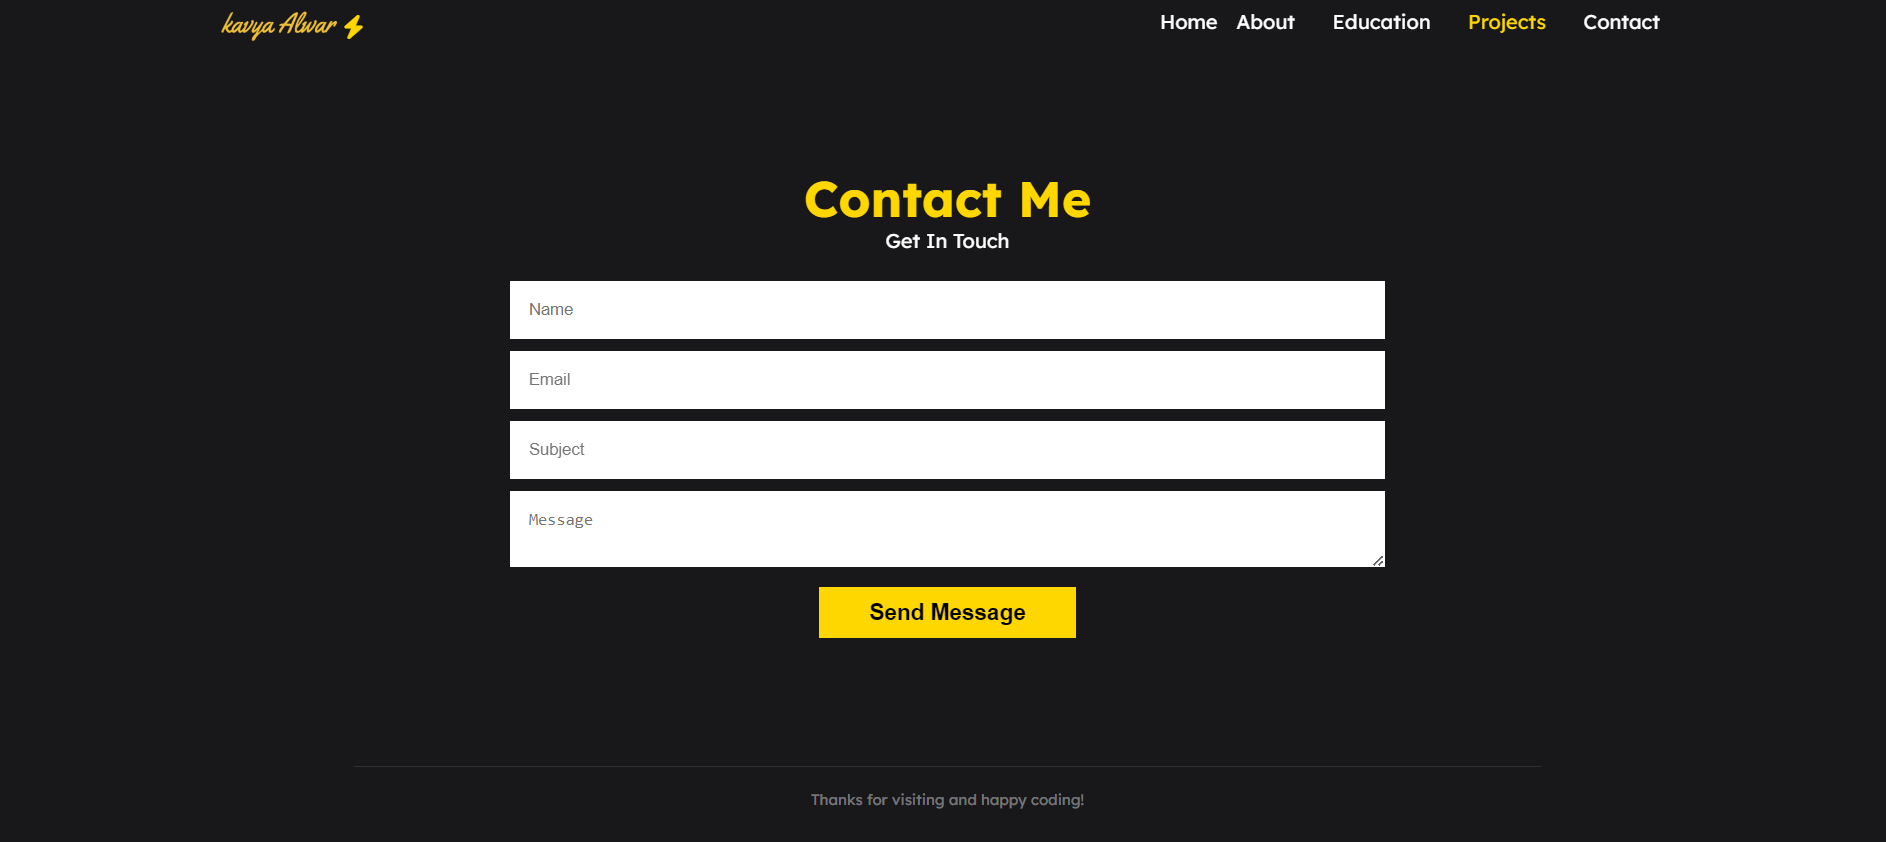 kavya Alwar
Home About Education Projects Contact
Contact Me
Get In Touch
Name
Email
Subject
Message
Send Message
Thanks for visiting and happy coding!